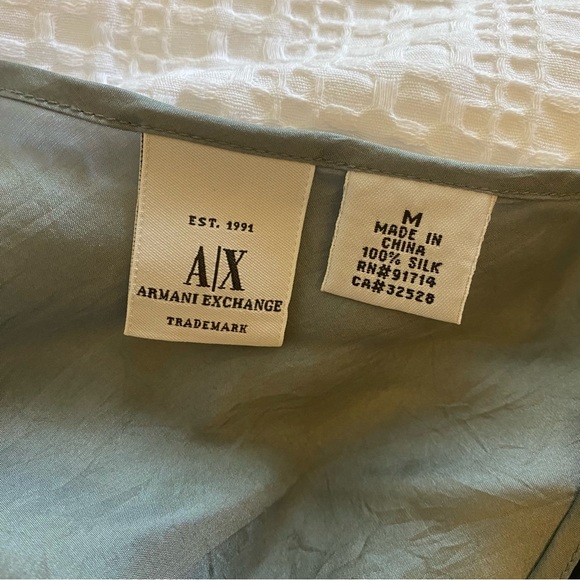 EST. 1991
A|X
ARMANI EXCHANGE
TRADEMARK
M
MADE IN
CHINA
100% SILK
RN#91714
CA#32528